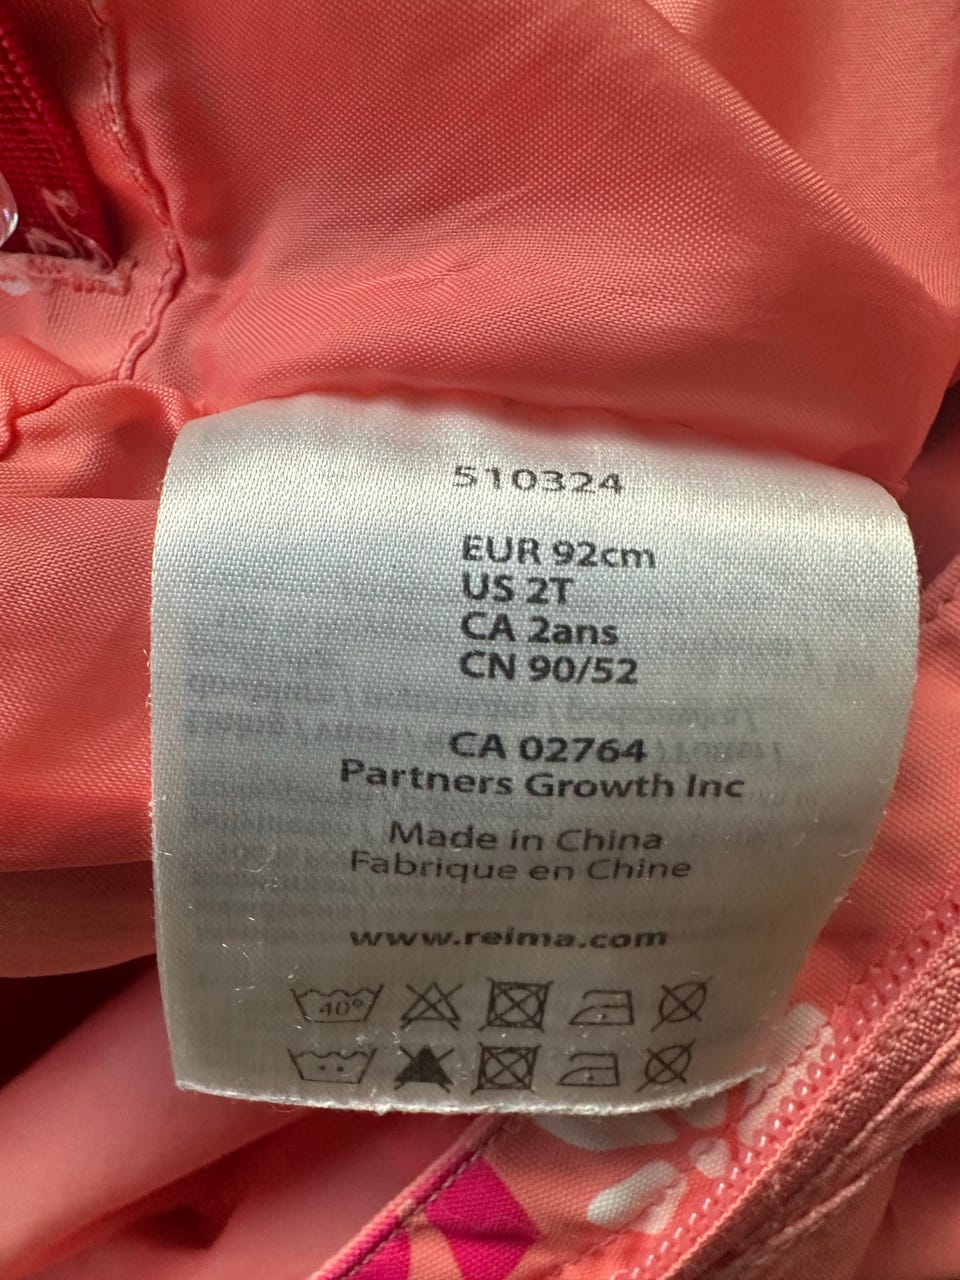 510324
EUR 92cm
US 2T
CA 2ans
CN 90/52
CA 02764
Partners Growth Inc
Made in China
Fabrique en Chine
www.reima.com
40°